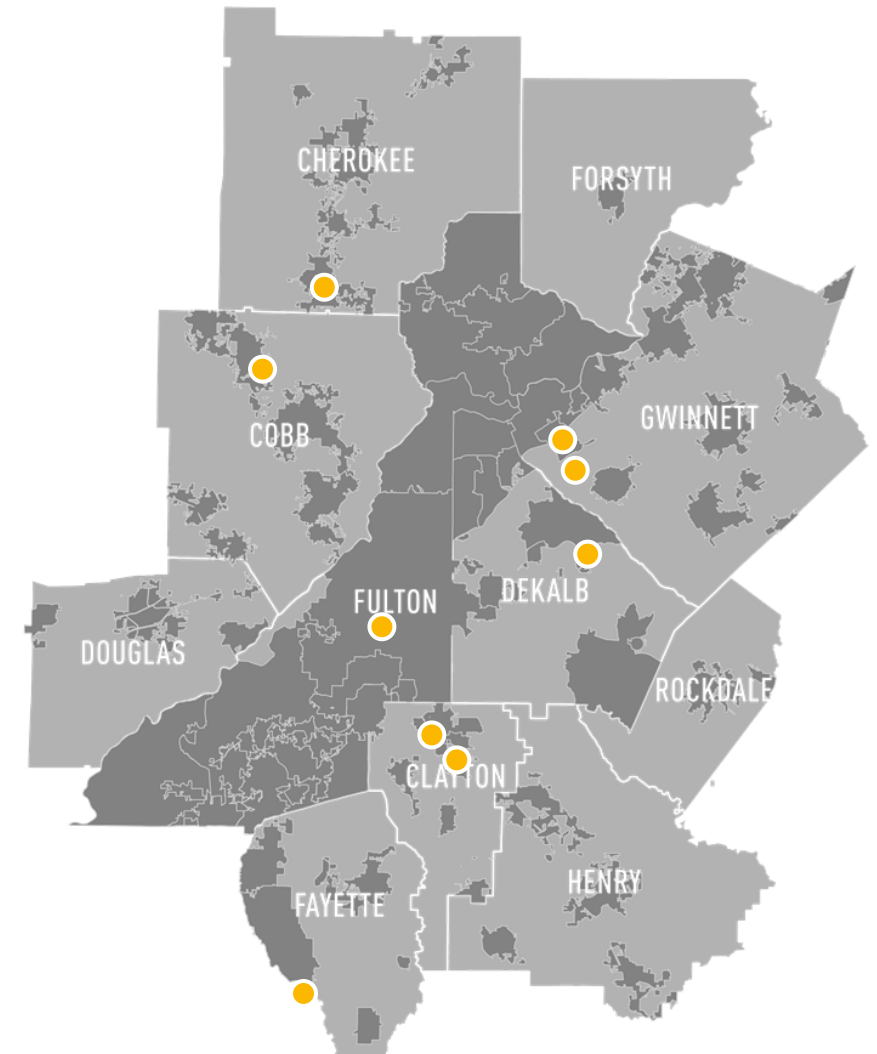 CHEROKEE
FORSYTH
GWINNETT
COBB
DEKALB
FULTON
DOUGLAS
ROCKDALE
CLAYTON
HENRY
FAYETTE